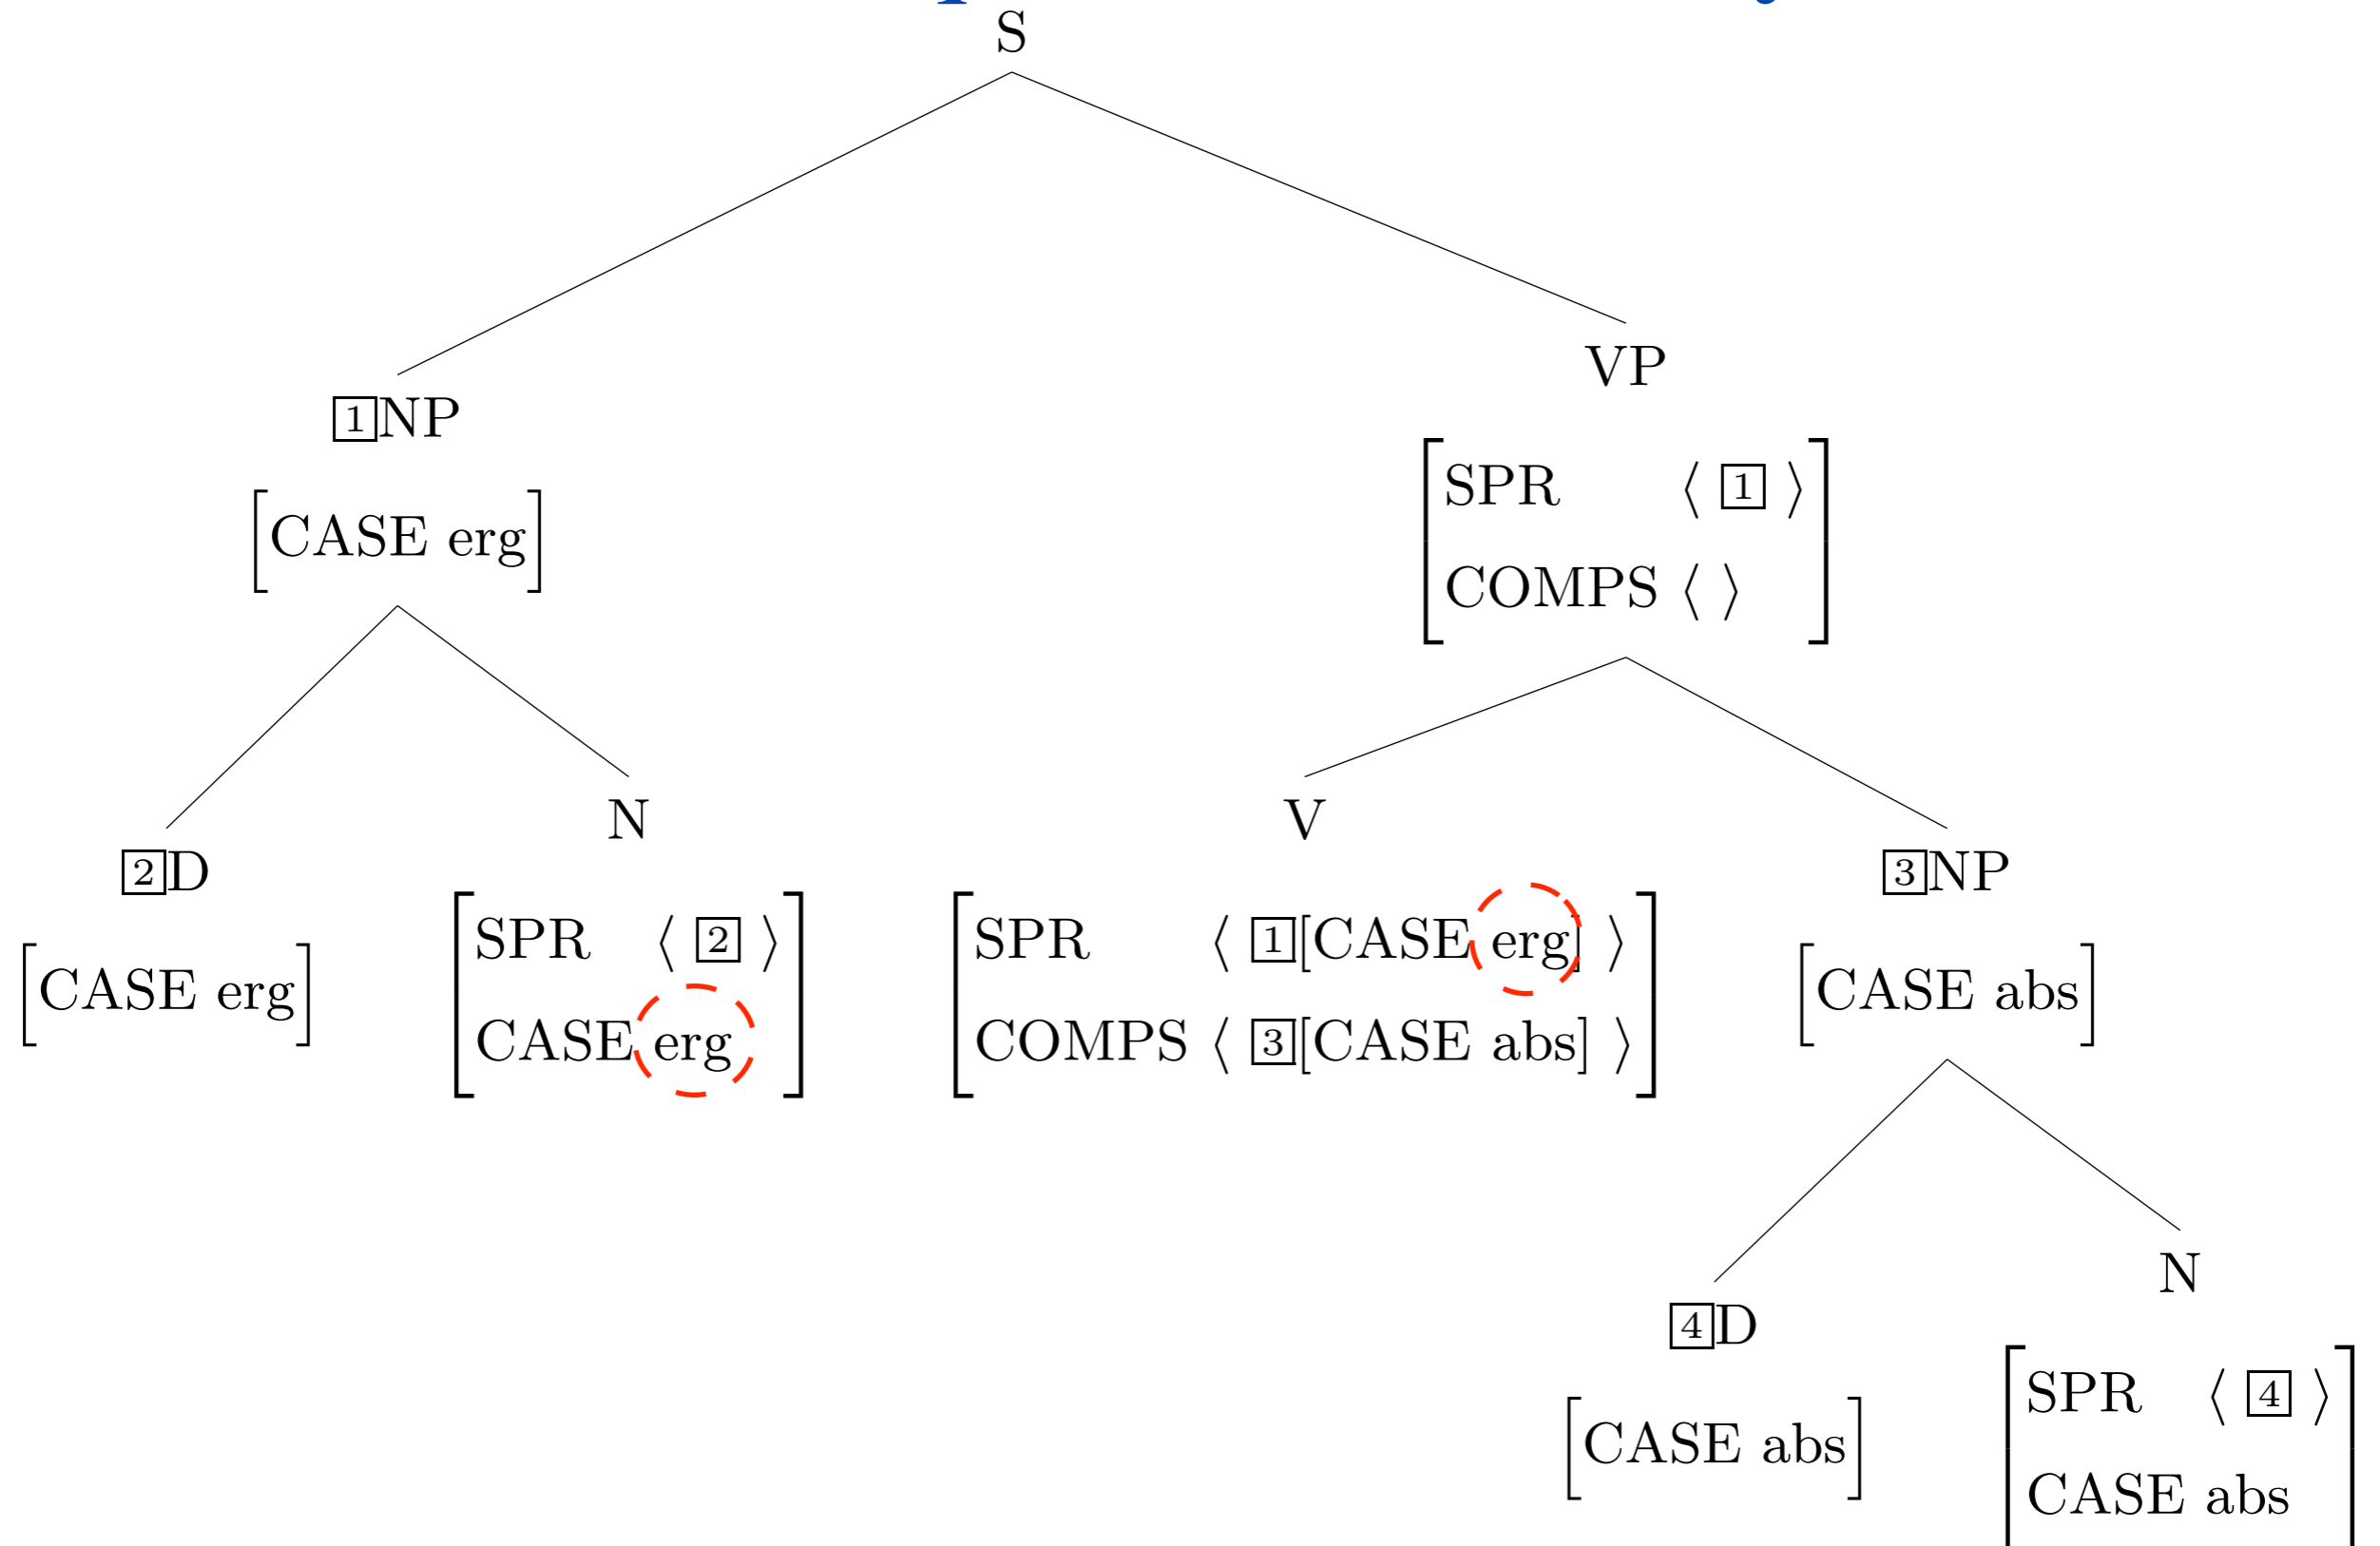 S
1NP
[CASE erg]
VP
[SPR ⟨ 1 ⟩
COMPS ⟨ ⟩]
2D
[CASE erg]
N
[SPR ⟨ 2 ⟩
CASE erg]
V
[SPR ⟨ 1[CASE erg] ⟩
COMPS ⟨ 3[CASE abs] ⟩]
3NP
[CASE abs]
4D
[CASE abs]
N
[SPR ⟨ 4 ⟩
CASE abs]